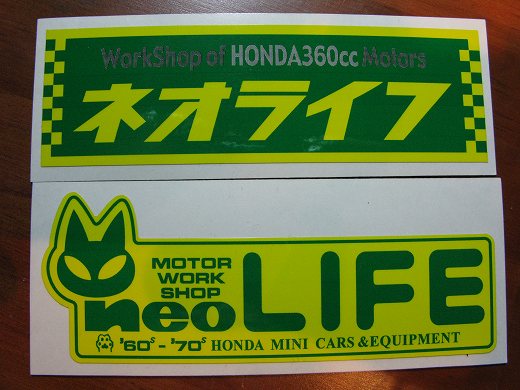 WorkShop of HONDA360cc Motors
ネオライフ
MOTOR
WORK
SHOP
neo LIFE
'60s - '70s HONDA MINI CARS & EQUIPMENT